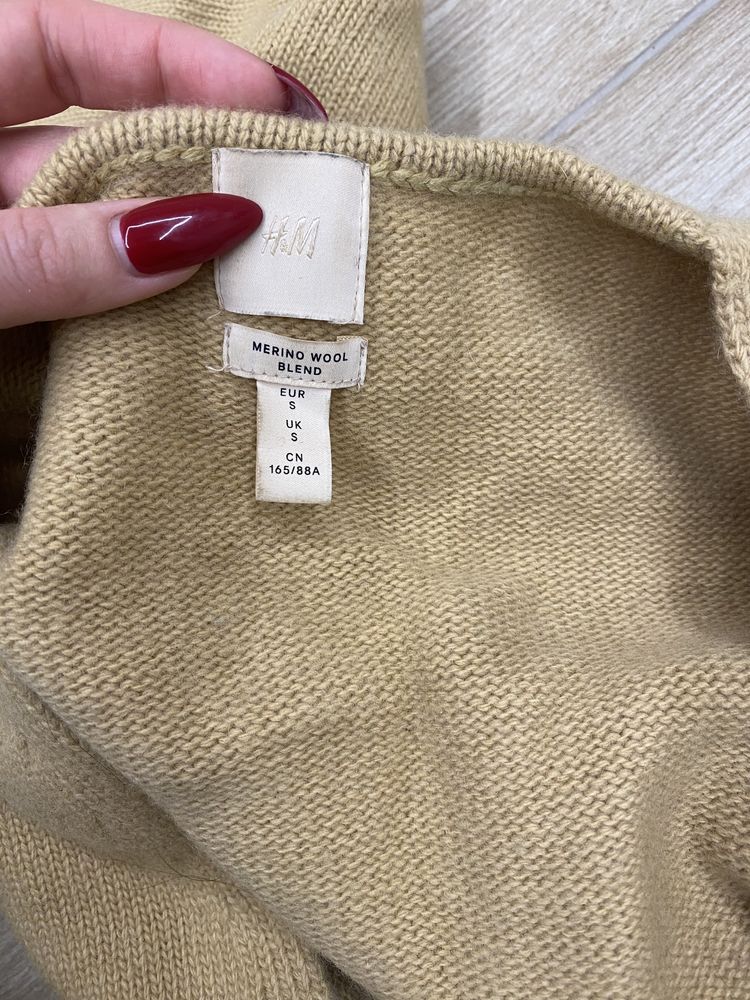 H&M
MERINO WOOL
BLEND
EUR
S
UK
S
CN
165/88A